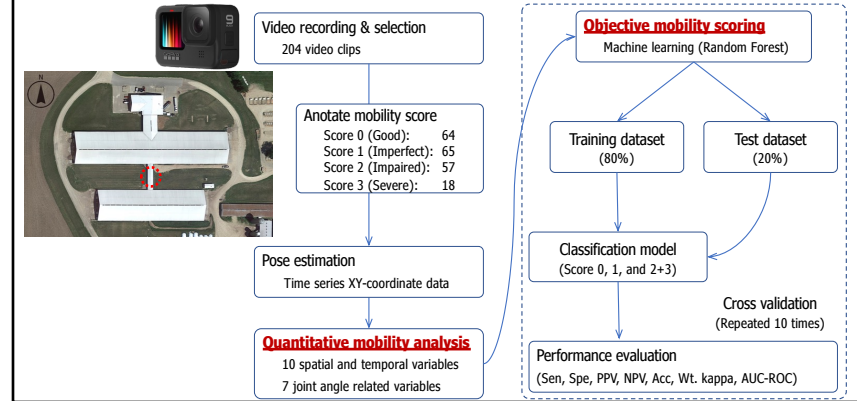 Video recording & selection
204 video clips
N
9
Anotate mobility score
Score 0 (Good): 64
Score 1 (Imperfect): 65
Score 2 (Impaired): 57
Score 3 (Severe): 18
Pose estimation
Time series XY-coordinate data
Quantitative mobility analysis
10 spatial and temporal variables
7 joint angle related variables
Objective mobility scoring
Machine learning (Random Forest)
Training dataset
(80%)
Test dataset
(20%)
Classification model
(Score 0, 1, and 2+3)
Cross validation
(Repeated 10 times)
Performance evaluation
(Sen, Spe, PPV, NPV, Acc, Wt. kappa, AUC-ROC)